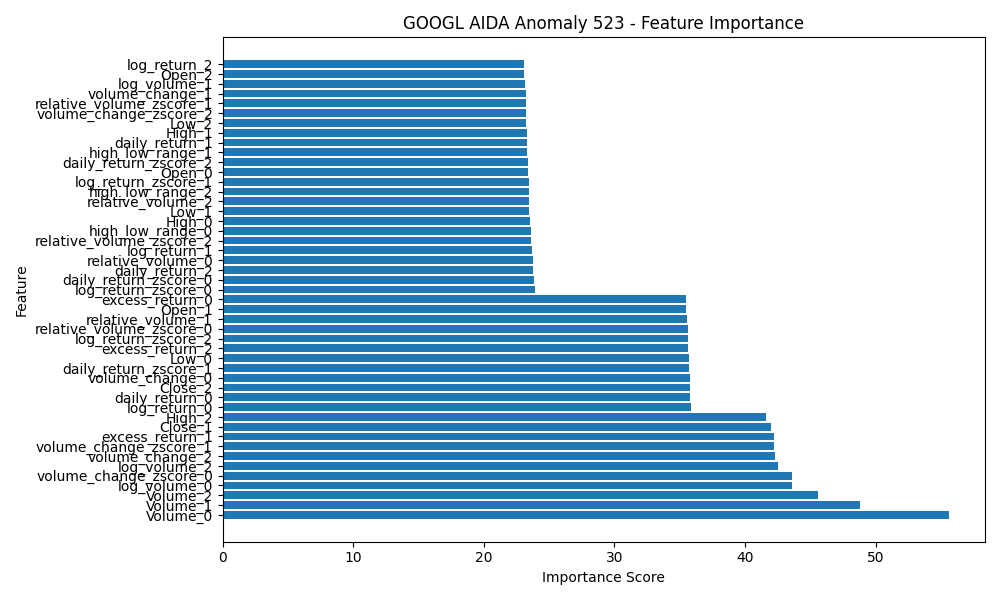 GOOGL AIDA Anomaly 523 - Feature Importance
log_return_2
Open_2
log_volume_1
volume_change_1
relative_volume_zscore_1
volume_change_zscore_2
Low_2
High_1
daily_return_1
high_low_range_1
daily_return_zscore_2
Open_0
log_return_zscore_1
high_low_range_2
relative_volume_2
Low_1
High_0
high_low_range_0
relative_volume_zscore_2
log_return_1
relative_volume_0
daily_return_2
daily_return_zscore_0
log_return_zscore_0
excess_return_0
Open_1
relative_volume_1
relative_volume_zscore_0
log_return_zscore_2
excess_return_2
Low_0
daily_return_zscore_1
volume_change_0
Close_2
daily_return_0
log_return_0
High_2
Close_1
excess_return_1
volume_change_zscore_1
volume_change_2
log_volume_2
volume_change_zscore_0
log_volume_0
Volume_2
Volume_1
Volume_0
Feature
0 10 20 30 40 50
Importance Score